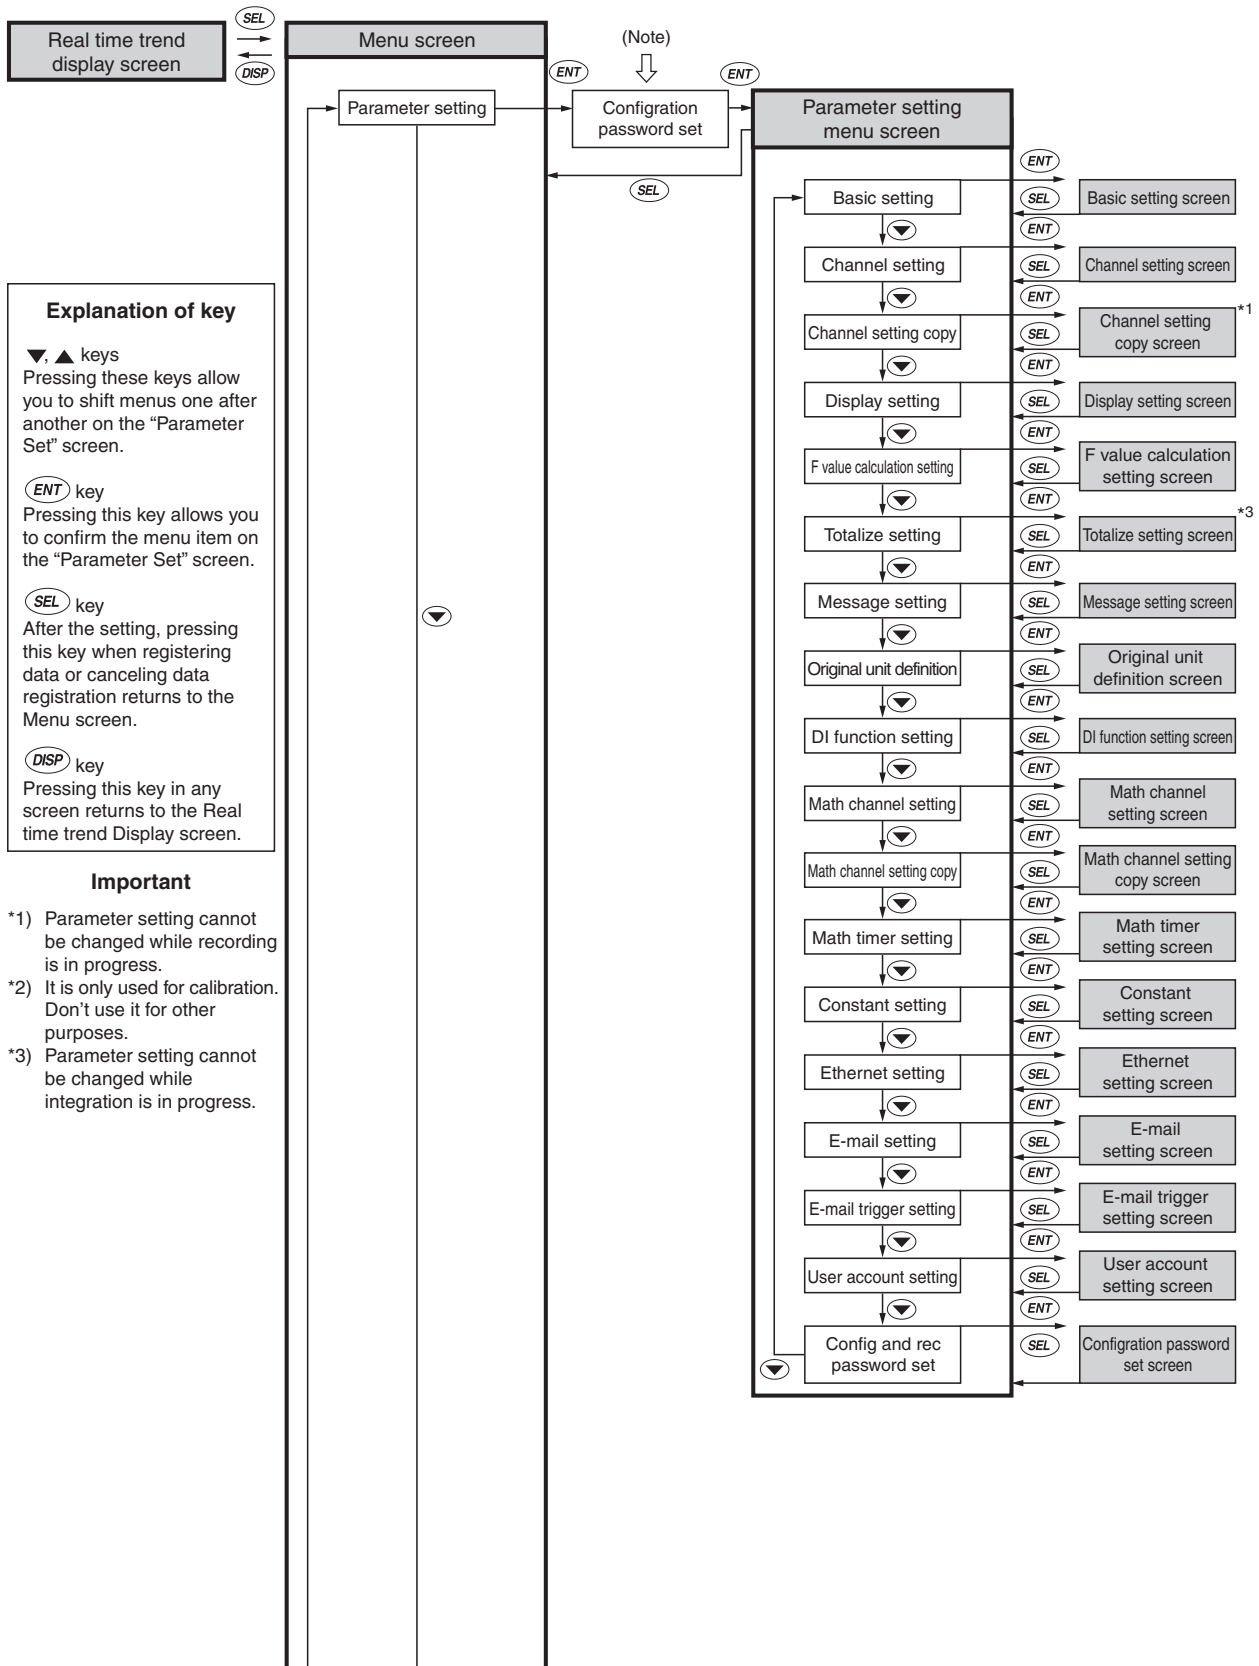 SEL
Real time trend
display screen
DISP
Menu screen
(Note)
ENT
ENT
Parameter setting
Configration
password set
Parameter setting
menu screen
SEL
ENT
Basic setting
SEL
Basic setting screen
ENT
Channel setting
SEL
Channel setting screen
ENT
Channel setting copy
SEL
Channel setting
copy screen
*1
ENT
Display setting
SEL
Display setting screen
ENT
F value calculation setting
SEL
F value calculation
setting screen
ENT
Totalize setting
SEL
Totalize setting screen
*3
ENT
Message setting
SEL
Message setting screen
ENT
Original unit definition
SEL
Original unit
definition screen
ENT
DI function setting
SEL
DI function setting screen
ENT
Math channel setting
SEL
Math channel
setting screen
ENT
Math channel setting copy
SEL
Math channel setting
copy screen
ENT
Math timer setting
SEL
Math timer
setting screen
ENT
Constant setting
SEL
Constant
setting screen
ENT
Ethernet setting
SEL
Ethernet
setting screen
ENT
E-mail setting
SEL
E-mail
setting screen
ENT
E-mail trigger setting
SEL
E-mail trigger
setting screen
ENT
User account setting
SEL
User account
setting screen
ENT
Config and rec
password set
SEL
Configration password
set screen
Explanation of key
▼, ▲ keys
Pressing these keys allow
you to shift menus one after
another on the “Parameter
Set” screen.
ENT key
Pressing this key allows you
to confirm the menu item on
the “Parameter Set” screen.
SEL key
After the setting, pressing
this key when registering
data or canceling data
registration returns to the
Menu screen.
DISP key
Pressing this key in any
screen returns to the Real
time trend Display screen.
Important
*1) Parameter setting cannot
be changed while recording
is in progress.
*2) It is only used for calibration.
Don’t use it for other
purposes.
*3) Parameter setting cannot
be changed while
integration is in progress.